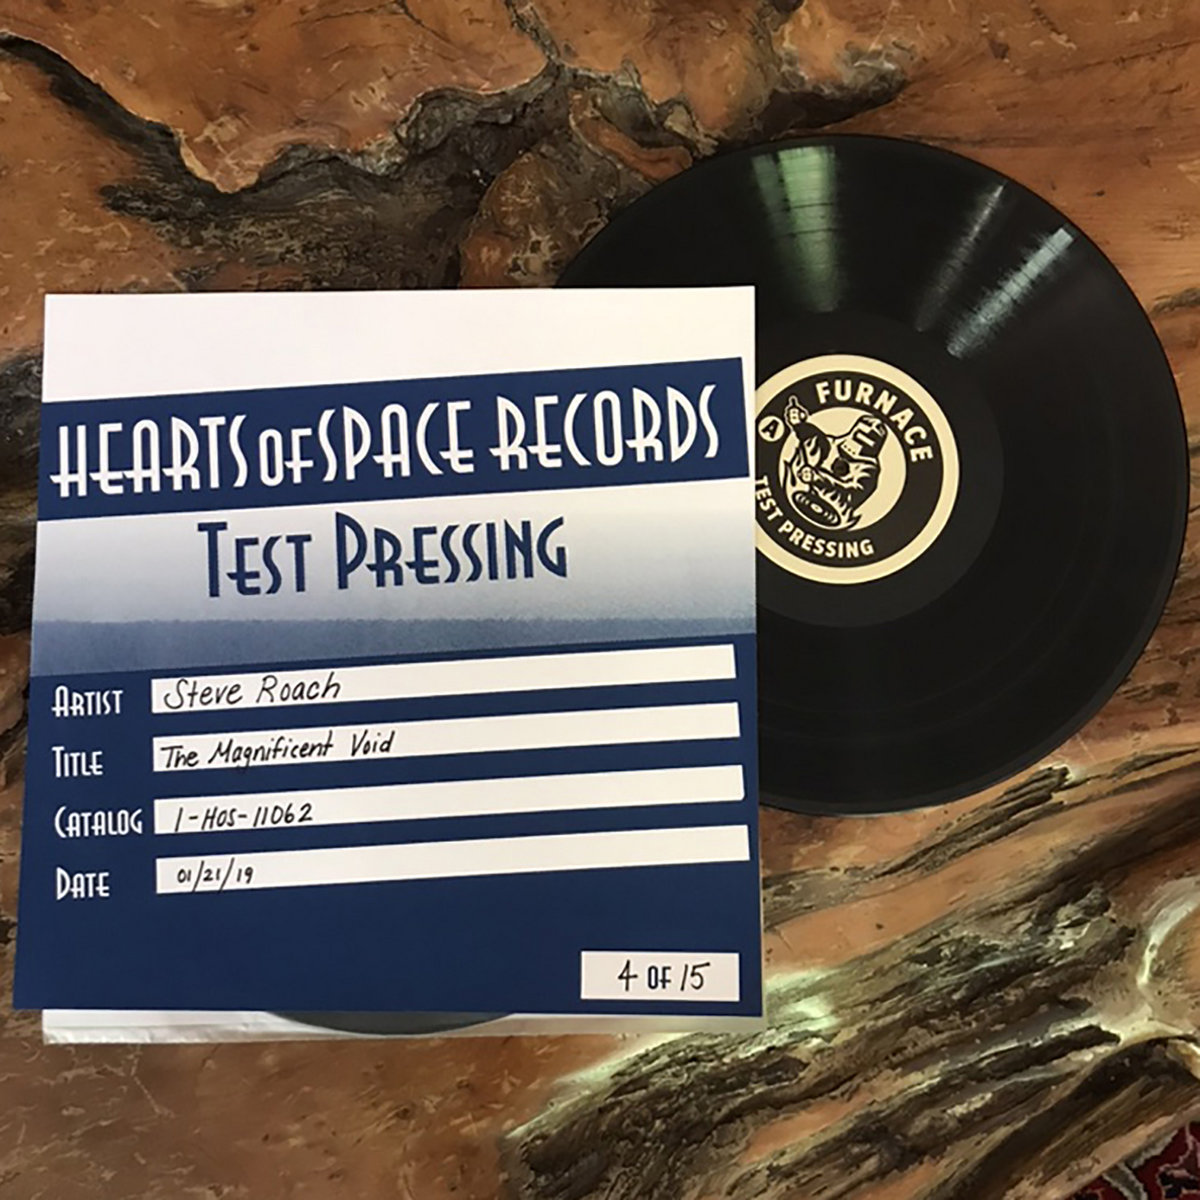 HEARTS OF SPACE RECORDS
TEST PRESSING
ARTIST Steve Roach
TITLE The Magnificent Void
CATALOG 1-HOS-11062
DATE 01/21/19
4 OF 15
FURNACE
A
TEST PRESSING